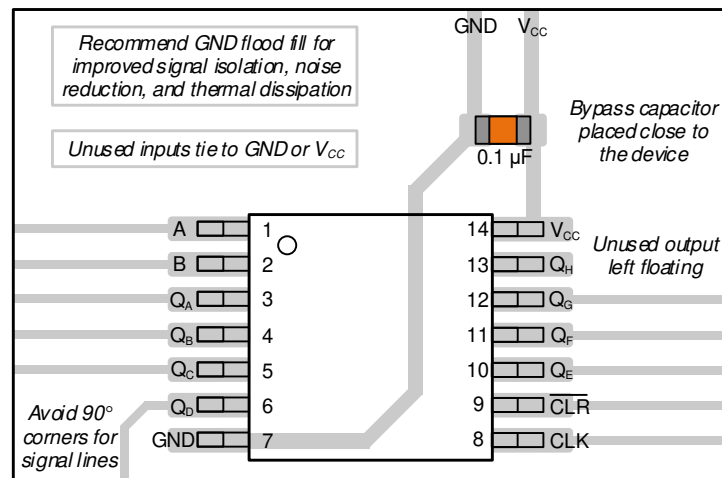 GND VCC
Recommend GND flood fill for
improved signal isolation, noise
reduction, and thermal dissipation
Unused inputs tie to GND or VCC
Bypass capacitor
placed close to
the device
0.1 µF
A 1
B 2
QA 3
QB 4
QC 5
QD 6
GND 7
14 VCC
13 QH
12 QG
11 QF
10 QE
9 CLR
8 CLK
Unused output
left floating
Avoid 90°
corners for
signal lines